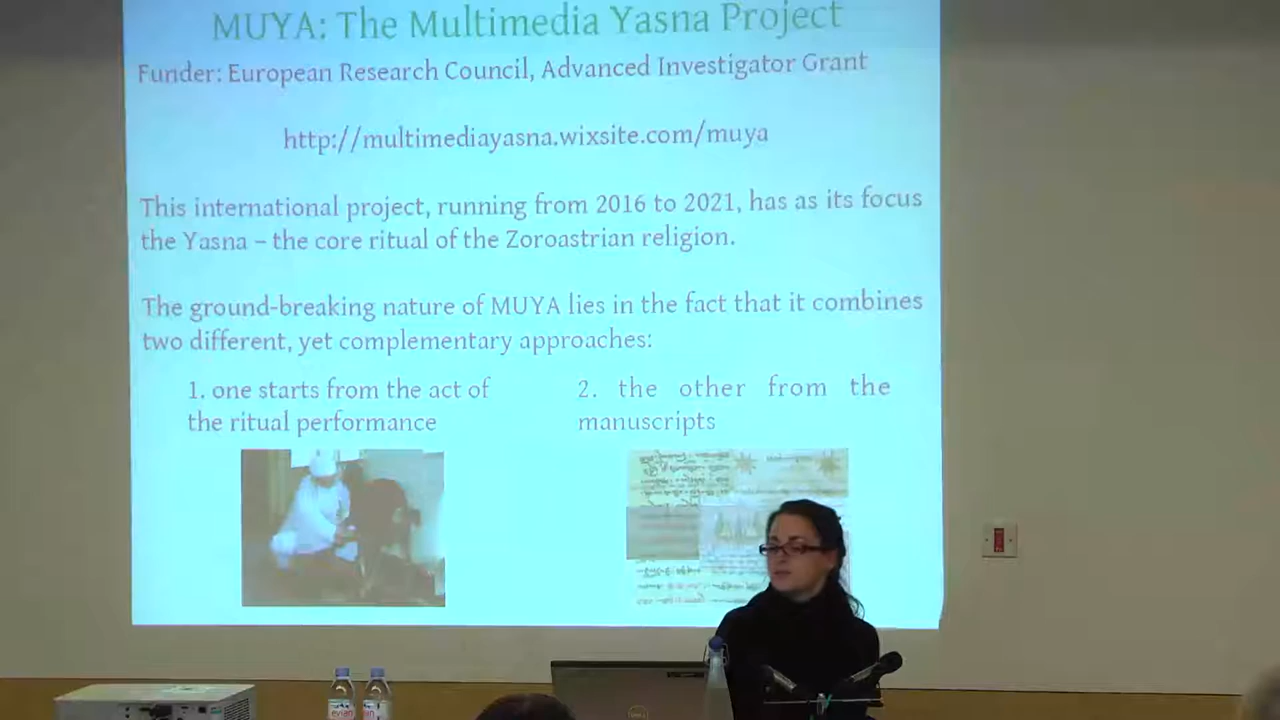 MUYA: The Multimedia Yasna Project
Funder: European Research Council, Advanced Investigator Grant
http://multimediayasna.wixsite.com/muya
This international project, running from 2016 to 2021, has as its focus
the Yasna – the core ritual of the Zoroastrian religion.
The ground-breaking nature of MUYA lies in the fact that it combines
two different, yet complementary approaches:
1. one starts from the act of
the ritual performance
2. the other from the
manuscripts
evian